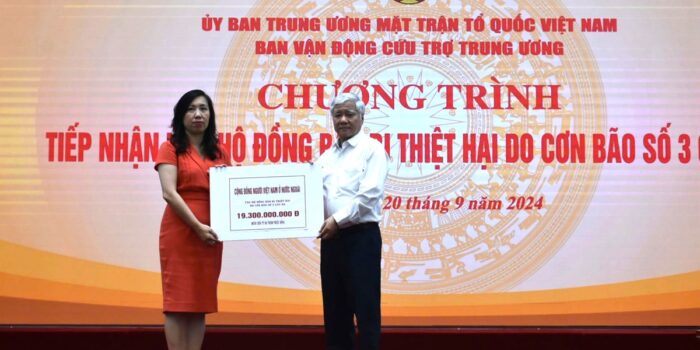 ỦY BAN TRUNG ƯƠNG MẶT TRẬN TỔ QUỐC VIỆT NAM
BAN VẬN ĐỘNG CỨU TRỢ TRUNG ƯƠNG
CHƯƠNG TRÌNH
TIẾP NHẬN HỘ ĐỒNG THIỆT HẠI DO CƠN BÃO SỐ 3
20 tháng 9 năm 2024
CỘNG ĐỒNG NGƯỜI VIỆT NAM Ở NƯỚC NGOÀI
19.300.000.000 Đ